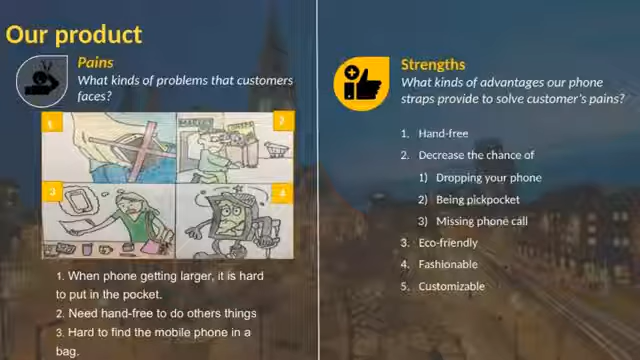 Our product
Pains
What kinds of problems that customers
faces?
1
2
3
4
1. When phone getting larger, it is hard
to put in the pocket.
2. Need hand-free to do others things
3. Hard to find the mobile phone in a
bag.
Strengths
What kinds of advantages our phone
straps provide to solve customer's pains?
1. Hand-free
2. Decrease the chance of
1) Dropping your phone
2) Being pickpocket
3) Missing phone call
3. Eco-friendly
4. Fashionable
5. Customizable